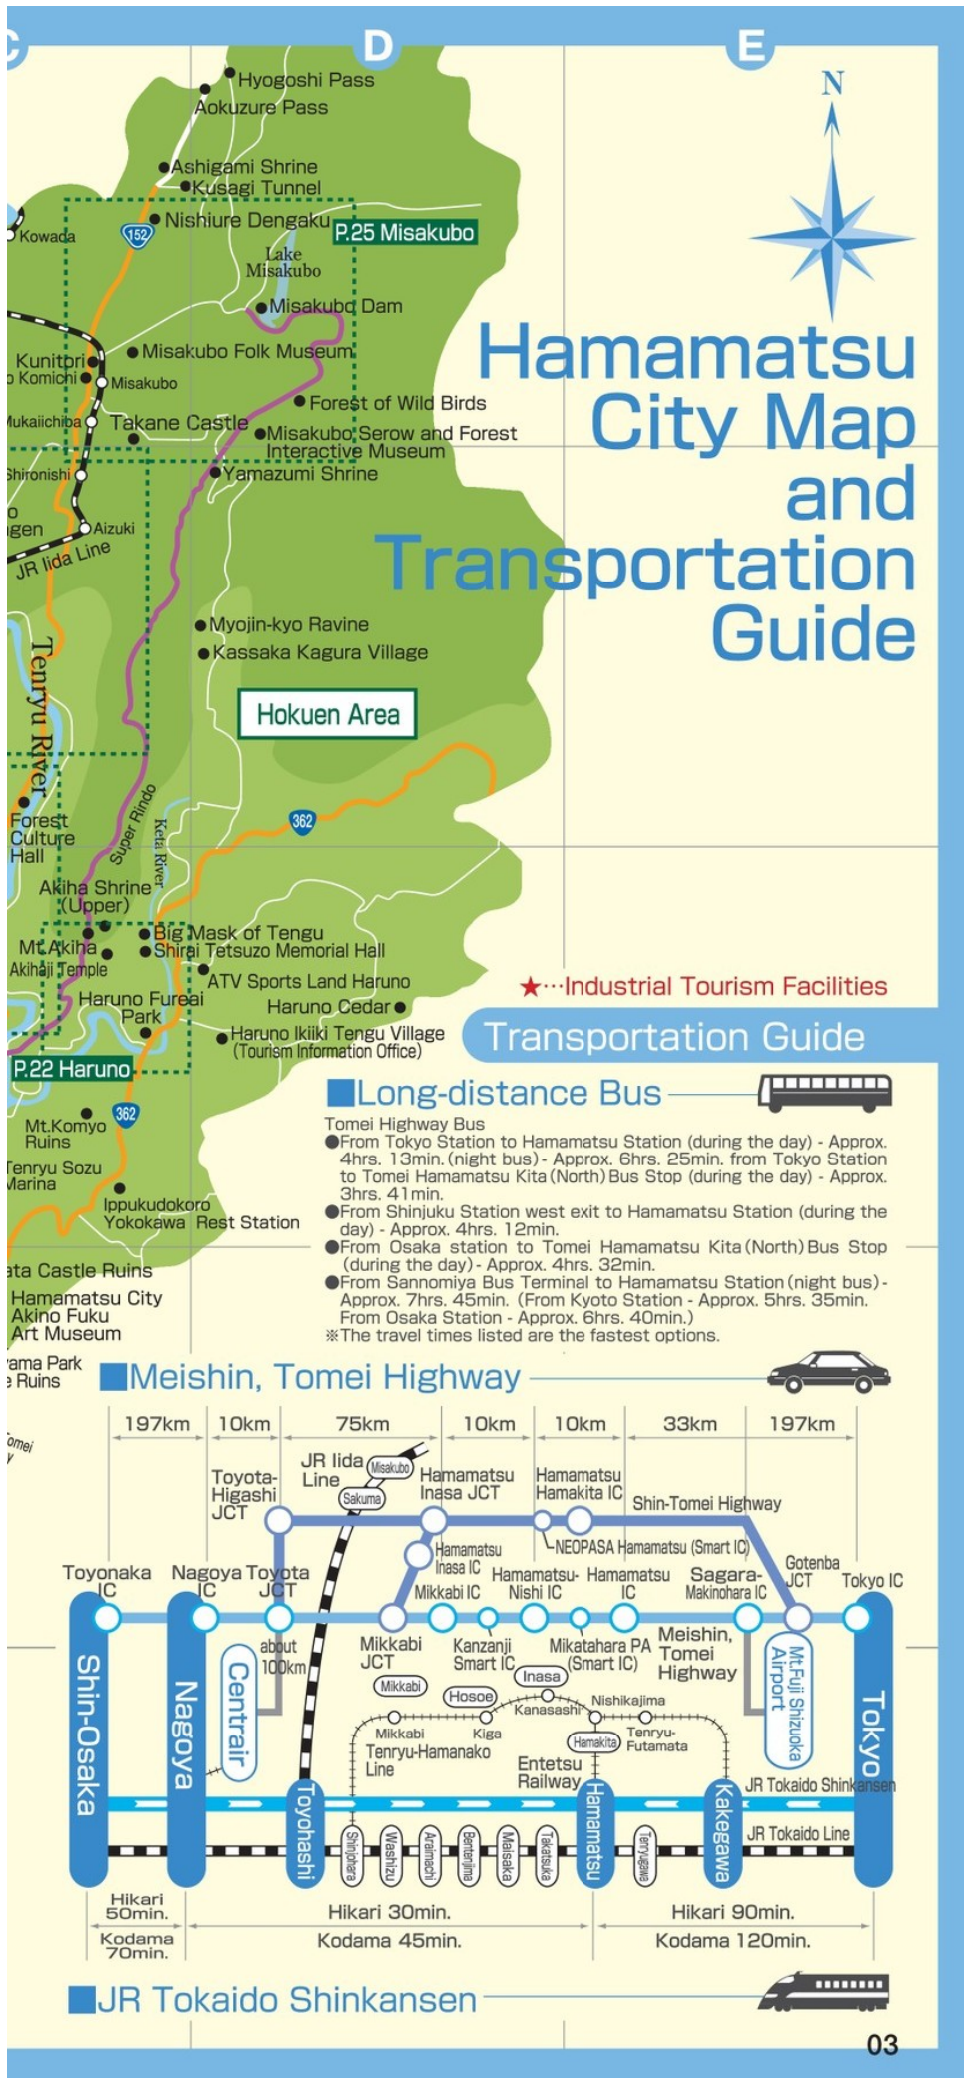 C
D
E
N
Hyogoshi Pass
Aokuzure Pass
Ashigami Shrine
Kusagi Tunnel
Nishiure Dengaku
P.25 Misakubo
Kowada
152
Lake
Misakubo
Misakubo Dam
Hamamatsu
City Map
and
Transportation
Guide
Misakubo Folk Museum
Kunitori
Komichi
Misakubo
Forest of Wild Birds
Mukaiichiba
Takane Castle
Misakubo Serow and Forest
Interactive Museum
Shironishi
Yamazumi Shrine
Aizuki
JR Iida Line
Myojin-kyo Ravine
Kassaka Kagura Village
Tenryu River
Hokuen Area
Forest
Culture
Hall
Super Rindo
Keta River
362
Akiha Shrine
(Upper)
Big Mask of Tengu
Mt.Akiha
Shirai Tetsuzo Memorial Hall
Akihaji Temple
ATV Sports Land Haruno
Haruno Fureai
Park
Haruno Cedar
Haruno Ikiiki Tengu Village
(Tourism Information Office)
P.22 Haruno
★…Industrial Tourism Facilities
Transportation Guide
Mt.Komyo
Ruins
362
Tenryu Sozu
Marina
Ippukudokoro
Yokokawa Rest Station
ata Castle Ruins
Hamamatsu City
Akino Fuku
Art Museum
yama Park
Ruins
■Long-distance Bus
Tomei Highway Bus
●From Tokyo Station to Hamamatsu Station (during the day) - Approx.
4hrs. 13min. (night bus) - Approx. 6hrs. 25min. from Tokyo Station
to Tomei Hamamatsu Kita (North) Bus Stop (during the day) - Approx.
3hrs. 41min.
●From Shinjuku Station west exit to Hamamatsu Station (during the
day) - Approx. 4hrs. 12min.
●From Osaka station to Tomei Hamamatsu Kita (North) Bus Stop
(during the day) - Approx. 4hrs. 32min.
●From Sannomiya Bus Terminal to Hamamatsu Station (night bus) -
Approx. 7hrs. 45min. (From Kyoto Station - Approx. 5hrs. 35min.
From Osaka Station - Approx. 6hrs. 40min.)
※The travel times listed are the fastest options.
■Meishin, Tomei Highway
197km
10km
75km
10km
10km
33km
197km
Tomei
Toyota-
Higashi
JCT
JR Iida
Line
Misakubo
Sakuma
Hamamatsu
Inasa JCT
Hamamatsu
Hamakita IC
Shin-Tomei Highway
NEOPASA Hamamatsu (Smart IC)
Hamamatsu
Inasa IC
Toyonaka
IC
Nagoya
IC
Toyota
JCT
Mikkabi IC
Hamamatsu-
Nishi IC
Hamamatsu
IC
Sagara-
Makinohara IC
Gotenba
JCT
Tokyo IC
about
100km
Mikkabi
JCT
Kanzanji
Smart IC
Mikatahara PA
(Smart IC)
Meishin,
Tomei
Highway
Shin-Osaka
Nagoya
Centrair
Mt.Fuji Shizuoka
Airport
Tokyo
Mikkabi
Hosoe
Inasa
Kanasashi
Nishikajima
Mikkabi
Kiga
Hamakita
Tenryu-
Futamata
Tenryu-Hamanako
Line
Entetsu
Railway
JR Tokaido Shinkansen
Toyohashi
Hamamatsu
Kakegawa
JR Tokaido Line
Shinjohara
Washizu
Araimachi
Bentenjima
Maisaka
Takatsuka
Tenryugawa
Hikari
50min.
Kodama
70min.
Hikari 30min.
Kodama 45min.
Hikari 90min.
Kodama 120min.
■JR Tokaido Shinkansen
03